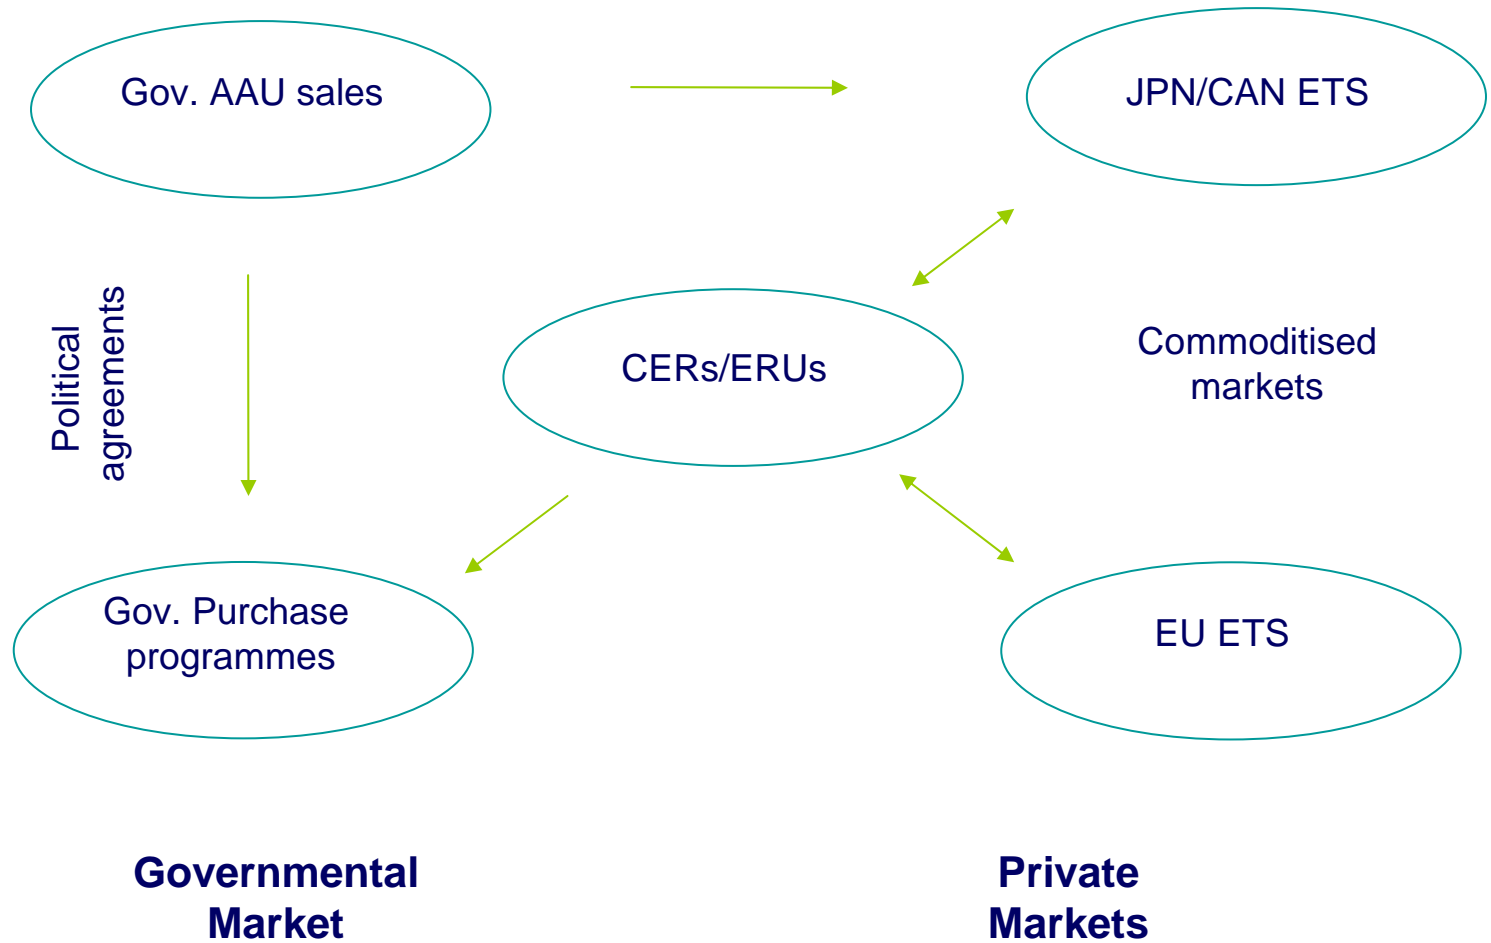 Gov. AAU sales
JPN/CAN ETS
Political
agreements
CERs/ERUs
Commoditised
markets
Gov. Purchase
programmes
EU ETS
Governmental
Market
Private
Markets